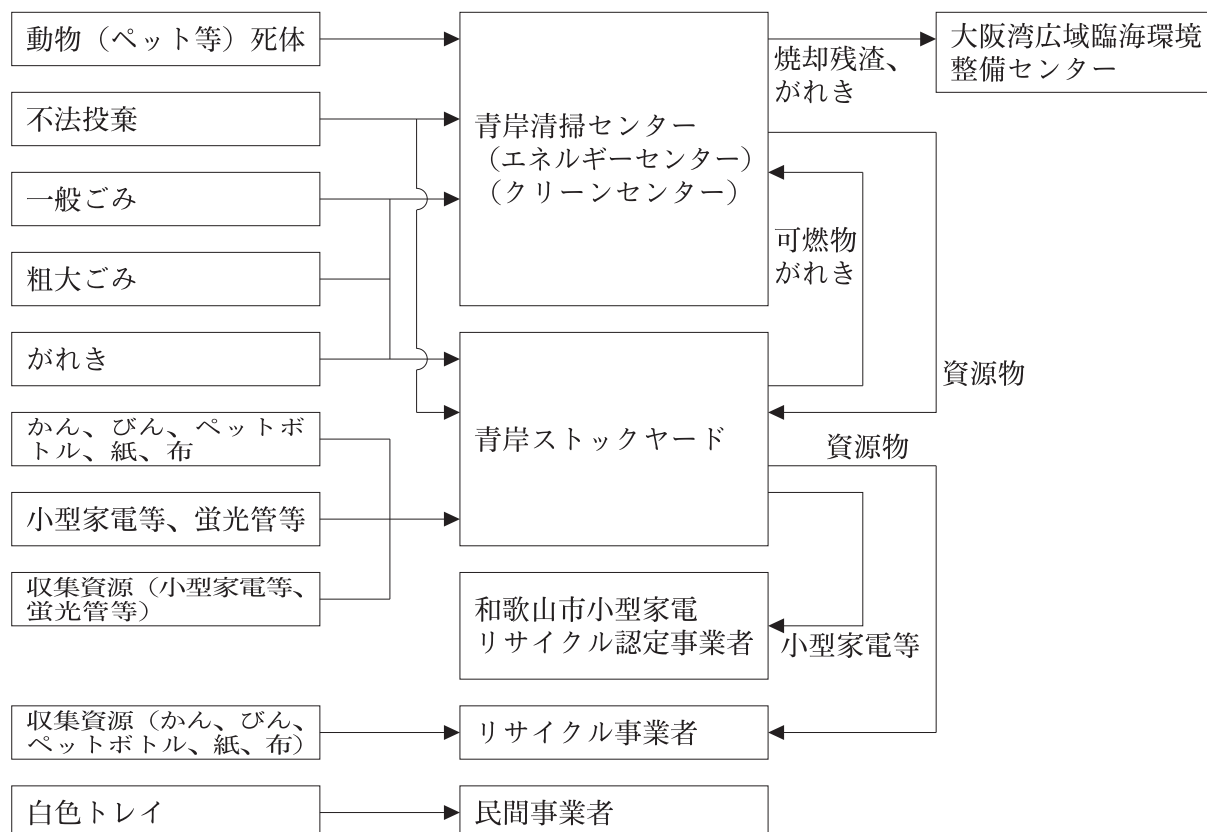 動物（ペット等）死体
不法投棄
一般ごみ
粗大ごみ
がれき
かん、びん、ペットボ
トル、紙、布
小型家電等、蛍光管等
収集資源（小型家電等、
蛍光管等）
収集資源（かん、びん、
ペットボトル、紙、布）
白色トレイ
青岸清掃センター
（エネルギーセンター）
（クリーンセンター）
青岸ストックヤード
和歌山市小型家電
リサイクル認定事業者
リサイクル事業者
民間事業者
焼却残渣、
がれき
可燃物
がれき
資源物
資源物
小型家電等
大阪湾広域臨海環境
整備センター